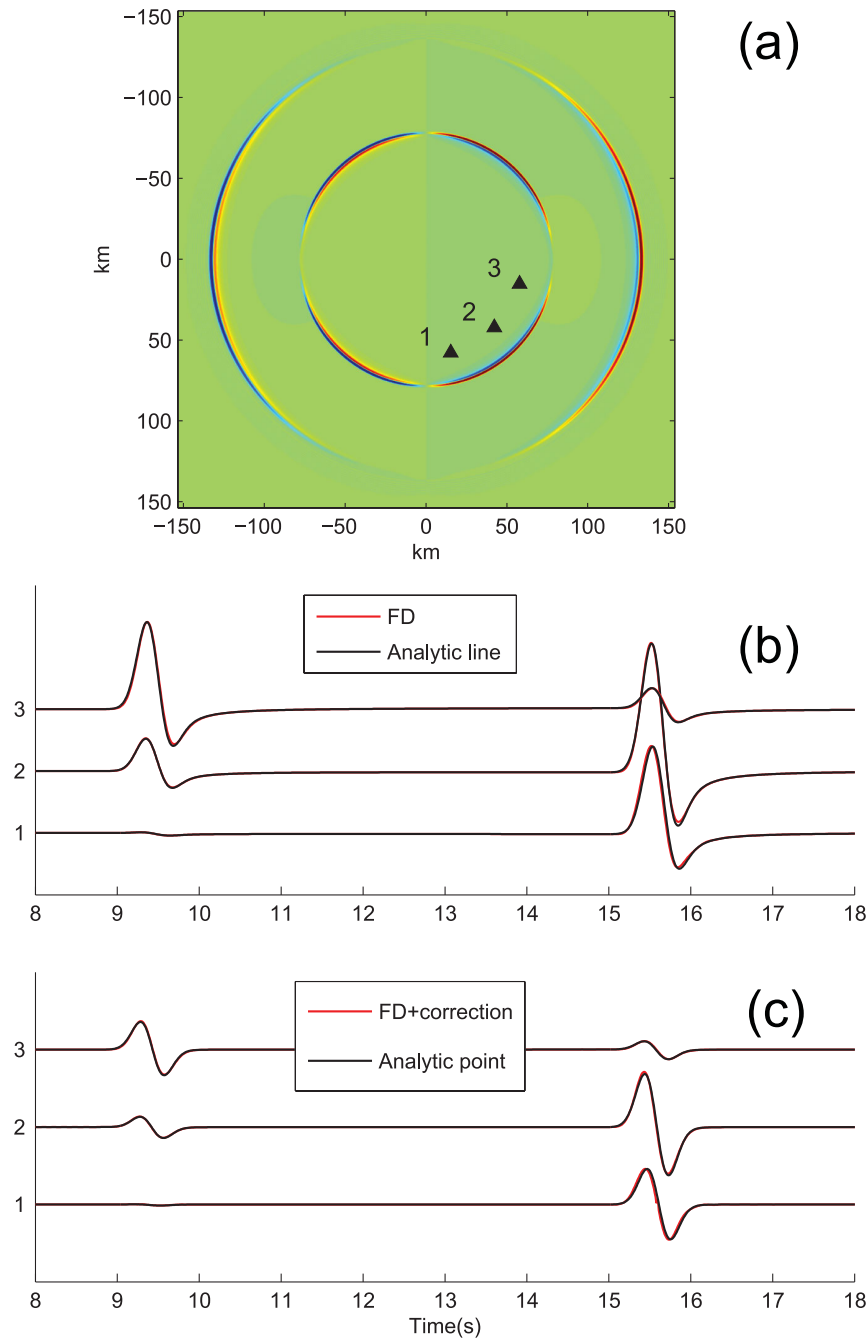 (a)
−150
−100
−50
0
50
100
150
km
1
2
3
−150 −100 −50 0 50 100 150
km
(b)
FD
Analytic line
3
2
1
8 9 10 11 12 13 14 15 16 17 18
(c)
FD+correction
Analytic point
3
2
1
8 9 10 11 12 13 14 15 16 17 18
Time(s)